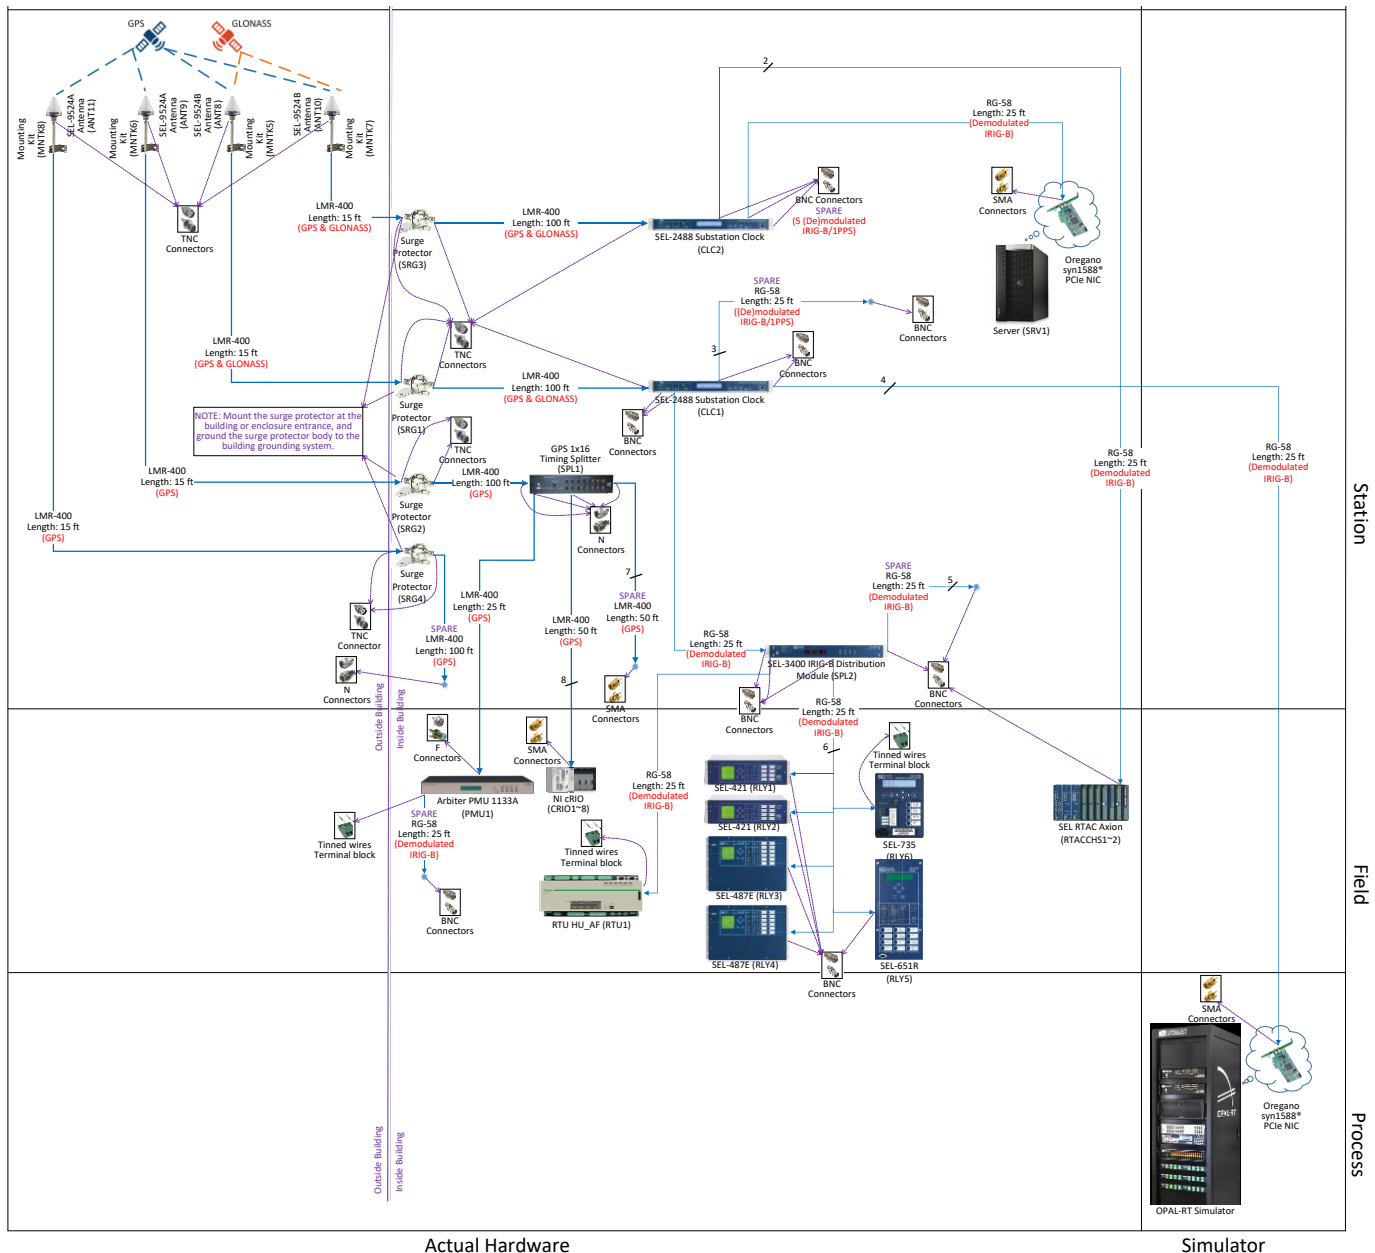 GPS
GLONASS
Mounting
Kit
(MNTK8)
SEL-9524A
Antenna
(ANT11)
Mounting
Kit
(MNTK6)
SEL-9524A
Antenna
(ANT9)
SEL-9524B
Antenna
(ANT8)
Mounting
Kit
(MNTK5)
SEL-9524B
Antenna
(ANT10)
Mounting
Kit
(MNTK7)
TNC
Connectors
LMR-400
Length: 15 ft
(GPS & GLONASS)
Surge
Protector
(SRG3)
LMR-400
Length: 100 ft
(GPS & GLONASS)
SEL-2488 Substation Clock
(CLC2)
BNC Connectors
SPARE
(5 (De)modulated
IRIG-B/1PPS)
2
RG-58
Length: 25 ft
(Demodulated
IRIG-B)
SMA
Connectors
Oregano
syn1588®
PCIe NIC
Server (SRV1)
SPARE
RG-58
Length: 25 ft
((De)modulated
IRIG-B/1PPS)
BNC
Connectors
3
TNC
Connectors
BNC
Connectors
LMR-400
Length: 15 ft
(GPS & GLONASS)
Surge
Protector
(SRG1)
LMR-400
Length: 100 ft
(GPS & GLONASS)
SEL-2488 Substation Clock
(CLC1)
4
BNC
Connectors
NOTE: Mount the surge protector at the
building or enclosure entrance, and
ground the surge protector body to the
building grounding system.
TNC
Connectors
GPS 1x16
Timing Splitter
(SPL1)
LMR-400
Length: 15 ft
(GPS)
Surge
Protector
(SRG2)
LMR-400
Length: 100 ft
(GPS)
N
Connectors
RG-58
Length: 25 ft
(Demodulated
IRIG-B)
RG-58
Length: 25 ft
(Demodulated
IRIG-B)
Station
LMR-400
Length: 15 ft
(GPS)
Surge
Protector
(SRG4)
TNC
Connector
SPARE
LMR-400
Length: 100 ft
(GPS)
N
Connectors
LMR-400
Length: 25 ft
(GPS)
LMR-400
Length: 50 ft
(GPS)
8
7
SPARE
LMR-400
Length: 50 ft
(GPS)
SMA
Connectors
RG-58
Length: 25 ft
(Demodulated
IRIG-B)
SEL-3400 IRIG-B Distribution
Module (SPL2)
SPARE
RG-58
Length: 25 ft
(Demodulated
IRIG-B)
5
BNC
Connectors
BNC
Connectors
RG-58
Length: 25 ft
(Demodulated
IRIG-B)
6
Outside Building
Inside Building
F
Connectors
SMA
Connectors
Arbiter PMU 1133A
(PMU1)
NI cRIO
(CRIO1~8)
RG-58
Length: 25 ft
(Demodulated
IRIG-B)
Tinned wires
Terminal block
SPARE
RG-58
Length: 25 ft
(Demodulated
IRIG-B)
BNC
Connectors
Tinned wires
Terminal block
RTU HU_AF (RTU1)
SEL-421 (RLY1)
SEL-421 (RLY2)
SEL-487E (RLY3)
SEL-487E (RLY4)
Tinned wires
Terminal block
SEL-735
(RLY6)
SEL-651R
(RLY5)
BNC
Connectors
SEL RTAC Axion
(RTACCHS1~2)
Field
SMA
Connectors
OPAL-RT
Oregano
syn1588®
PCIe NIC
OPAL-RT Simulator
Outside Building
Inside Building
Process
Actual Hardware
Simulator